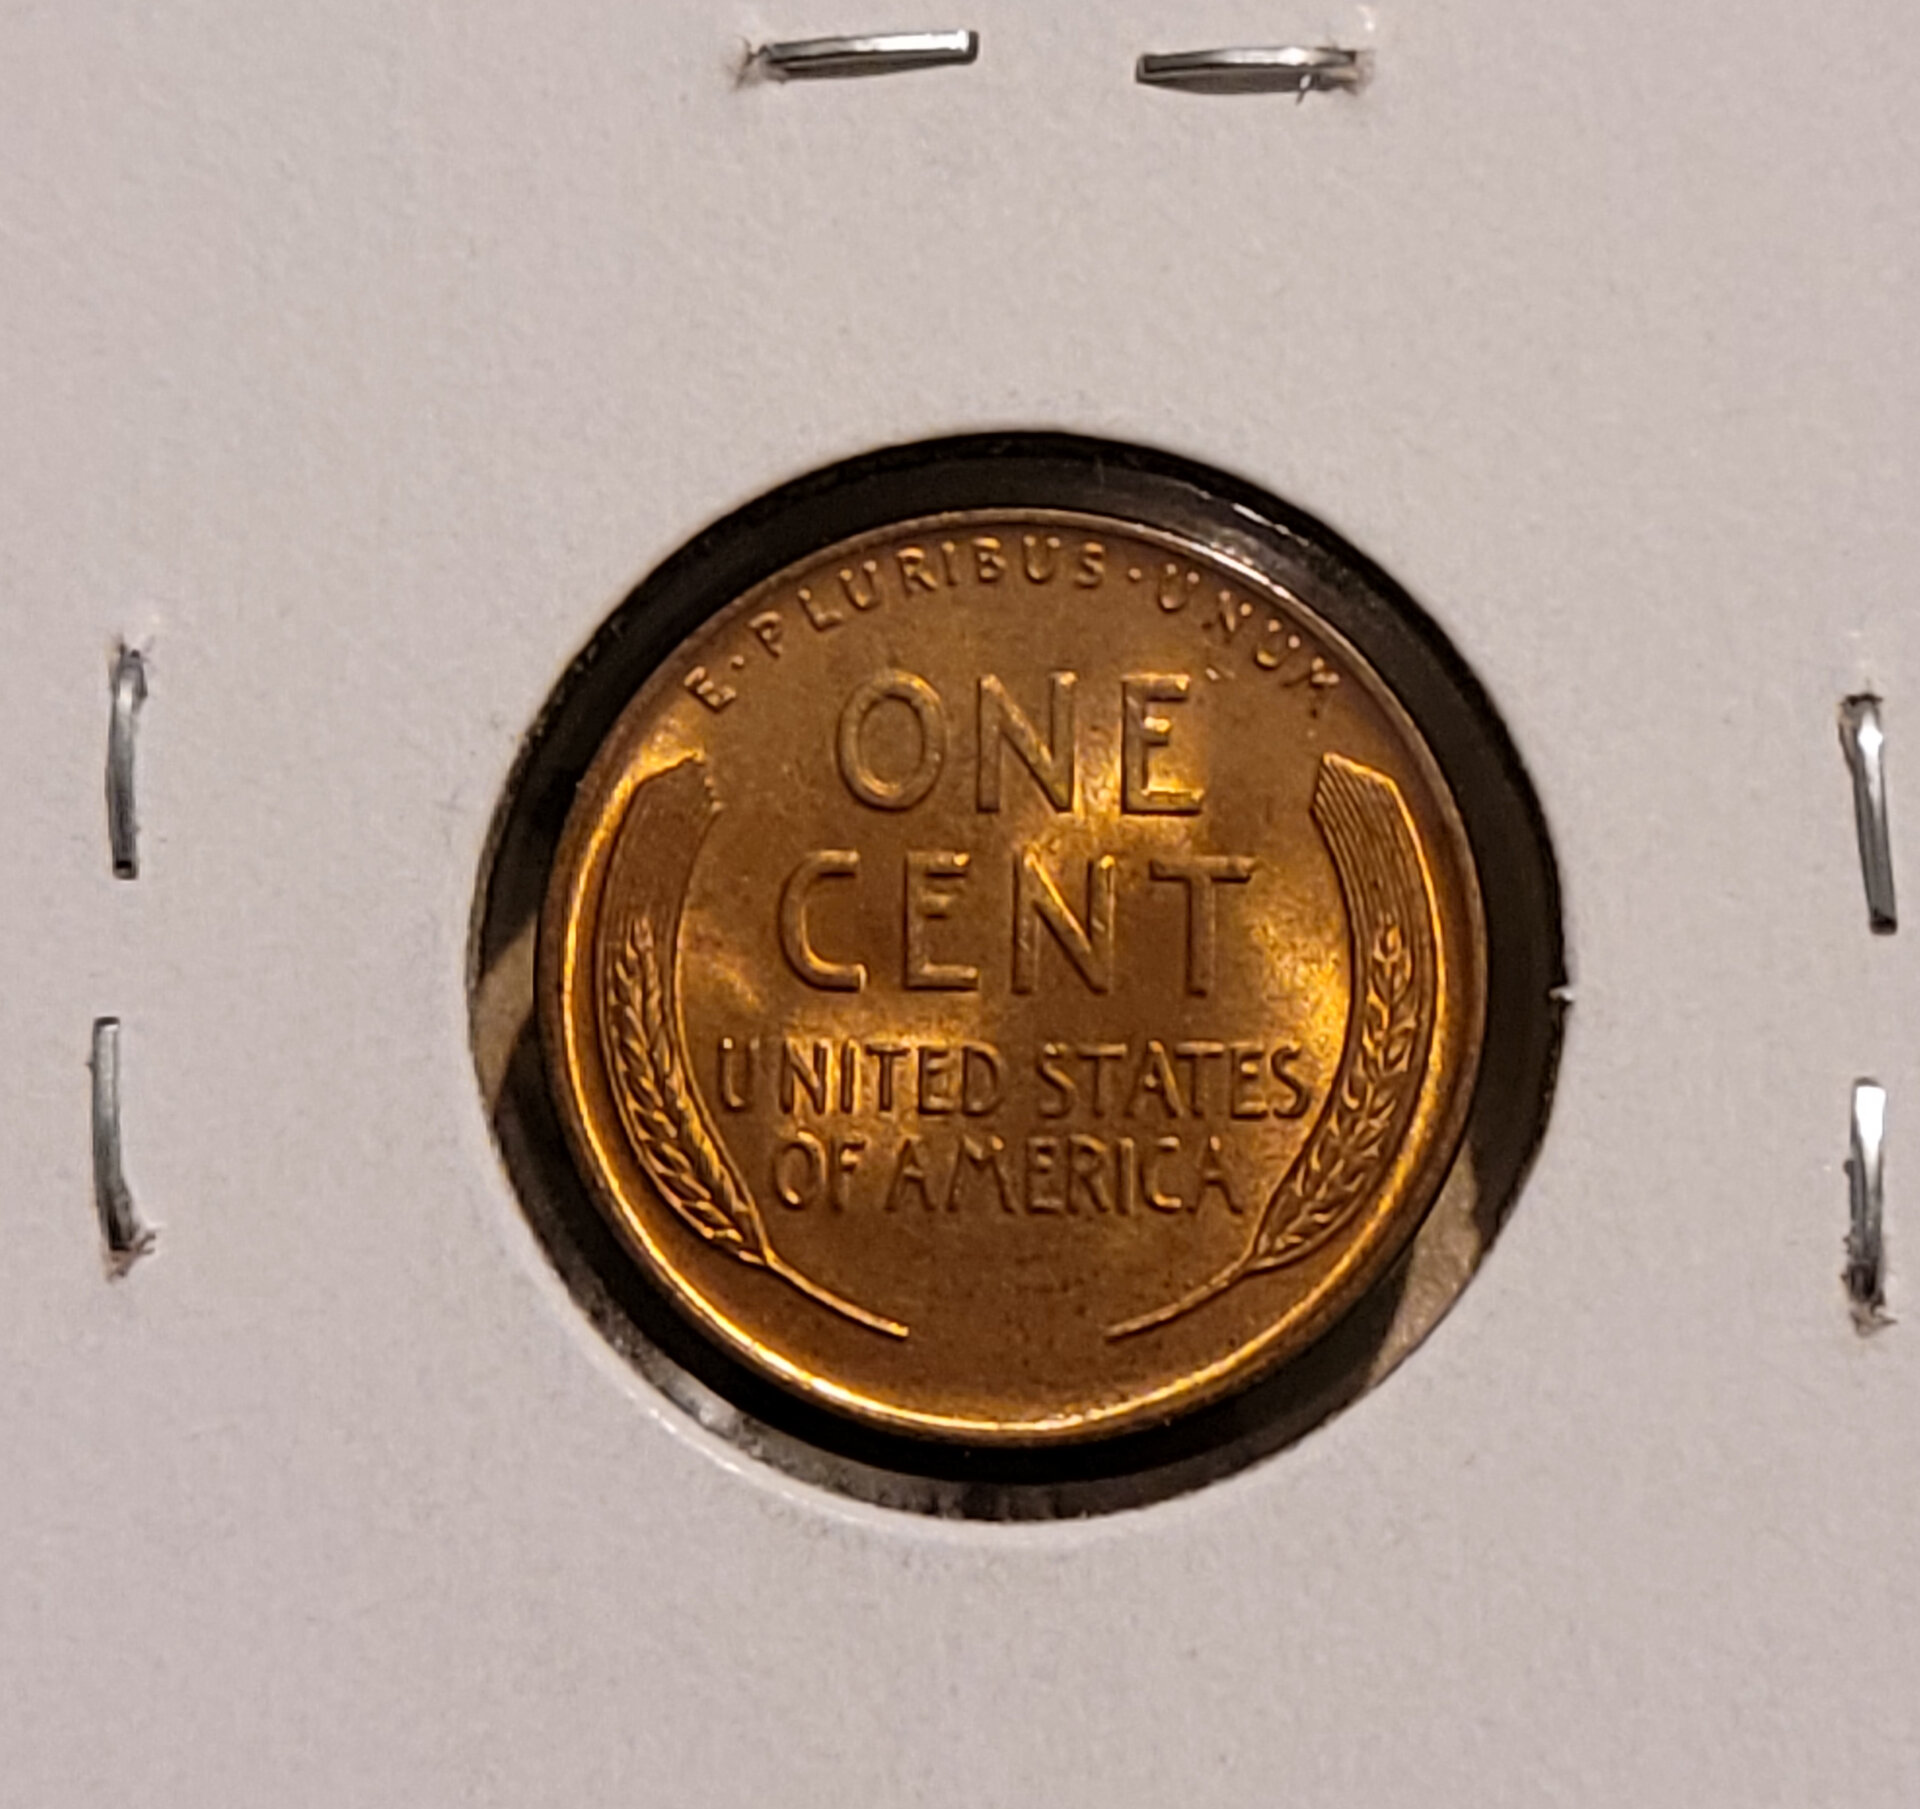 E·PLURIBUS·UNUM
ONE
CENT
UNITED STATES
OF AMERICA